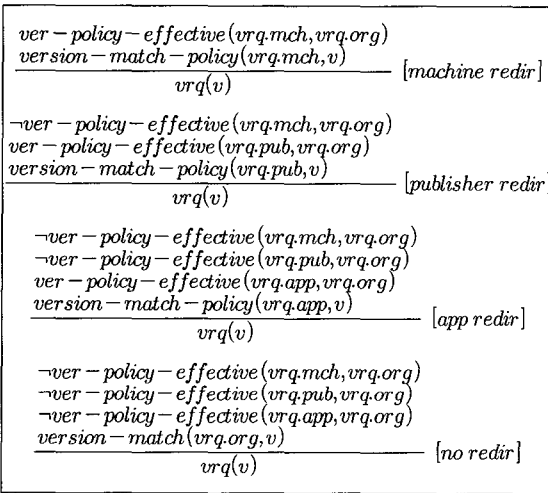 ver − policy − effective(vrq.mch,vrq.org)
version − match − policy(vrq.mch,v)
vrq(v)
[machine redir]
¬ver − policy − effective(vrq.mch,vrq.org)
ver − policy − effective(vrq.pub,vrq.org)
version − match − policy(vrq.pub,v)
vrq(v)
[publisher redir]
¬ver − policy − effective(vrq.mch,vrq.org)
¬ver − policy − effective(vrq.pub,vrq.org)
ver − policy − effective(vrq.app,vrq.org)
version − match − policy(vrq.app,v)
vrq(v)
[app redir]
¬ver − policy − effective(vrq.mch,vrq.org)
¬ver − policy − effective(vrq.pub,vrq.org)
¬ver − policy − effective(vrq.app,vrq.org)
version − match(vrq.org,v)
vrq(v)
[no redir]